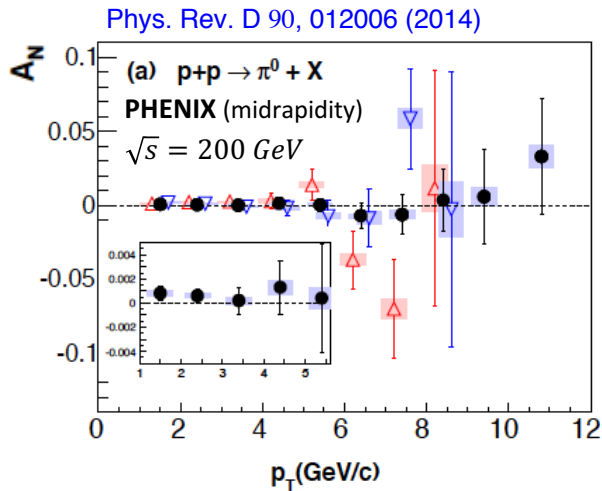 Phys. Rev. D 90, 012006 (2014)
A_N
0.1
0.05
0
-0.05
-0.1
(a) p+p → π⁰ + X
PHENIX (midrapidity)
√s = 200 GeV
0.004
0.002
0
-0.002
-0.004
1 2 3 4 5
0 2 4 6 8 10 12
p_T(GeV/c)